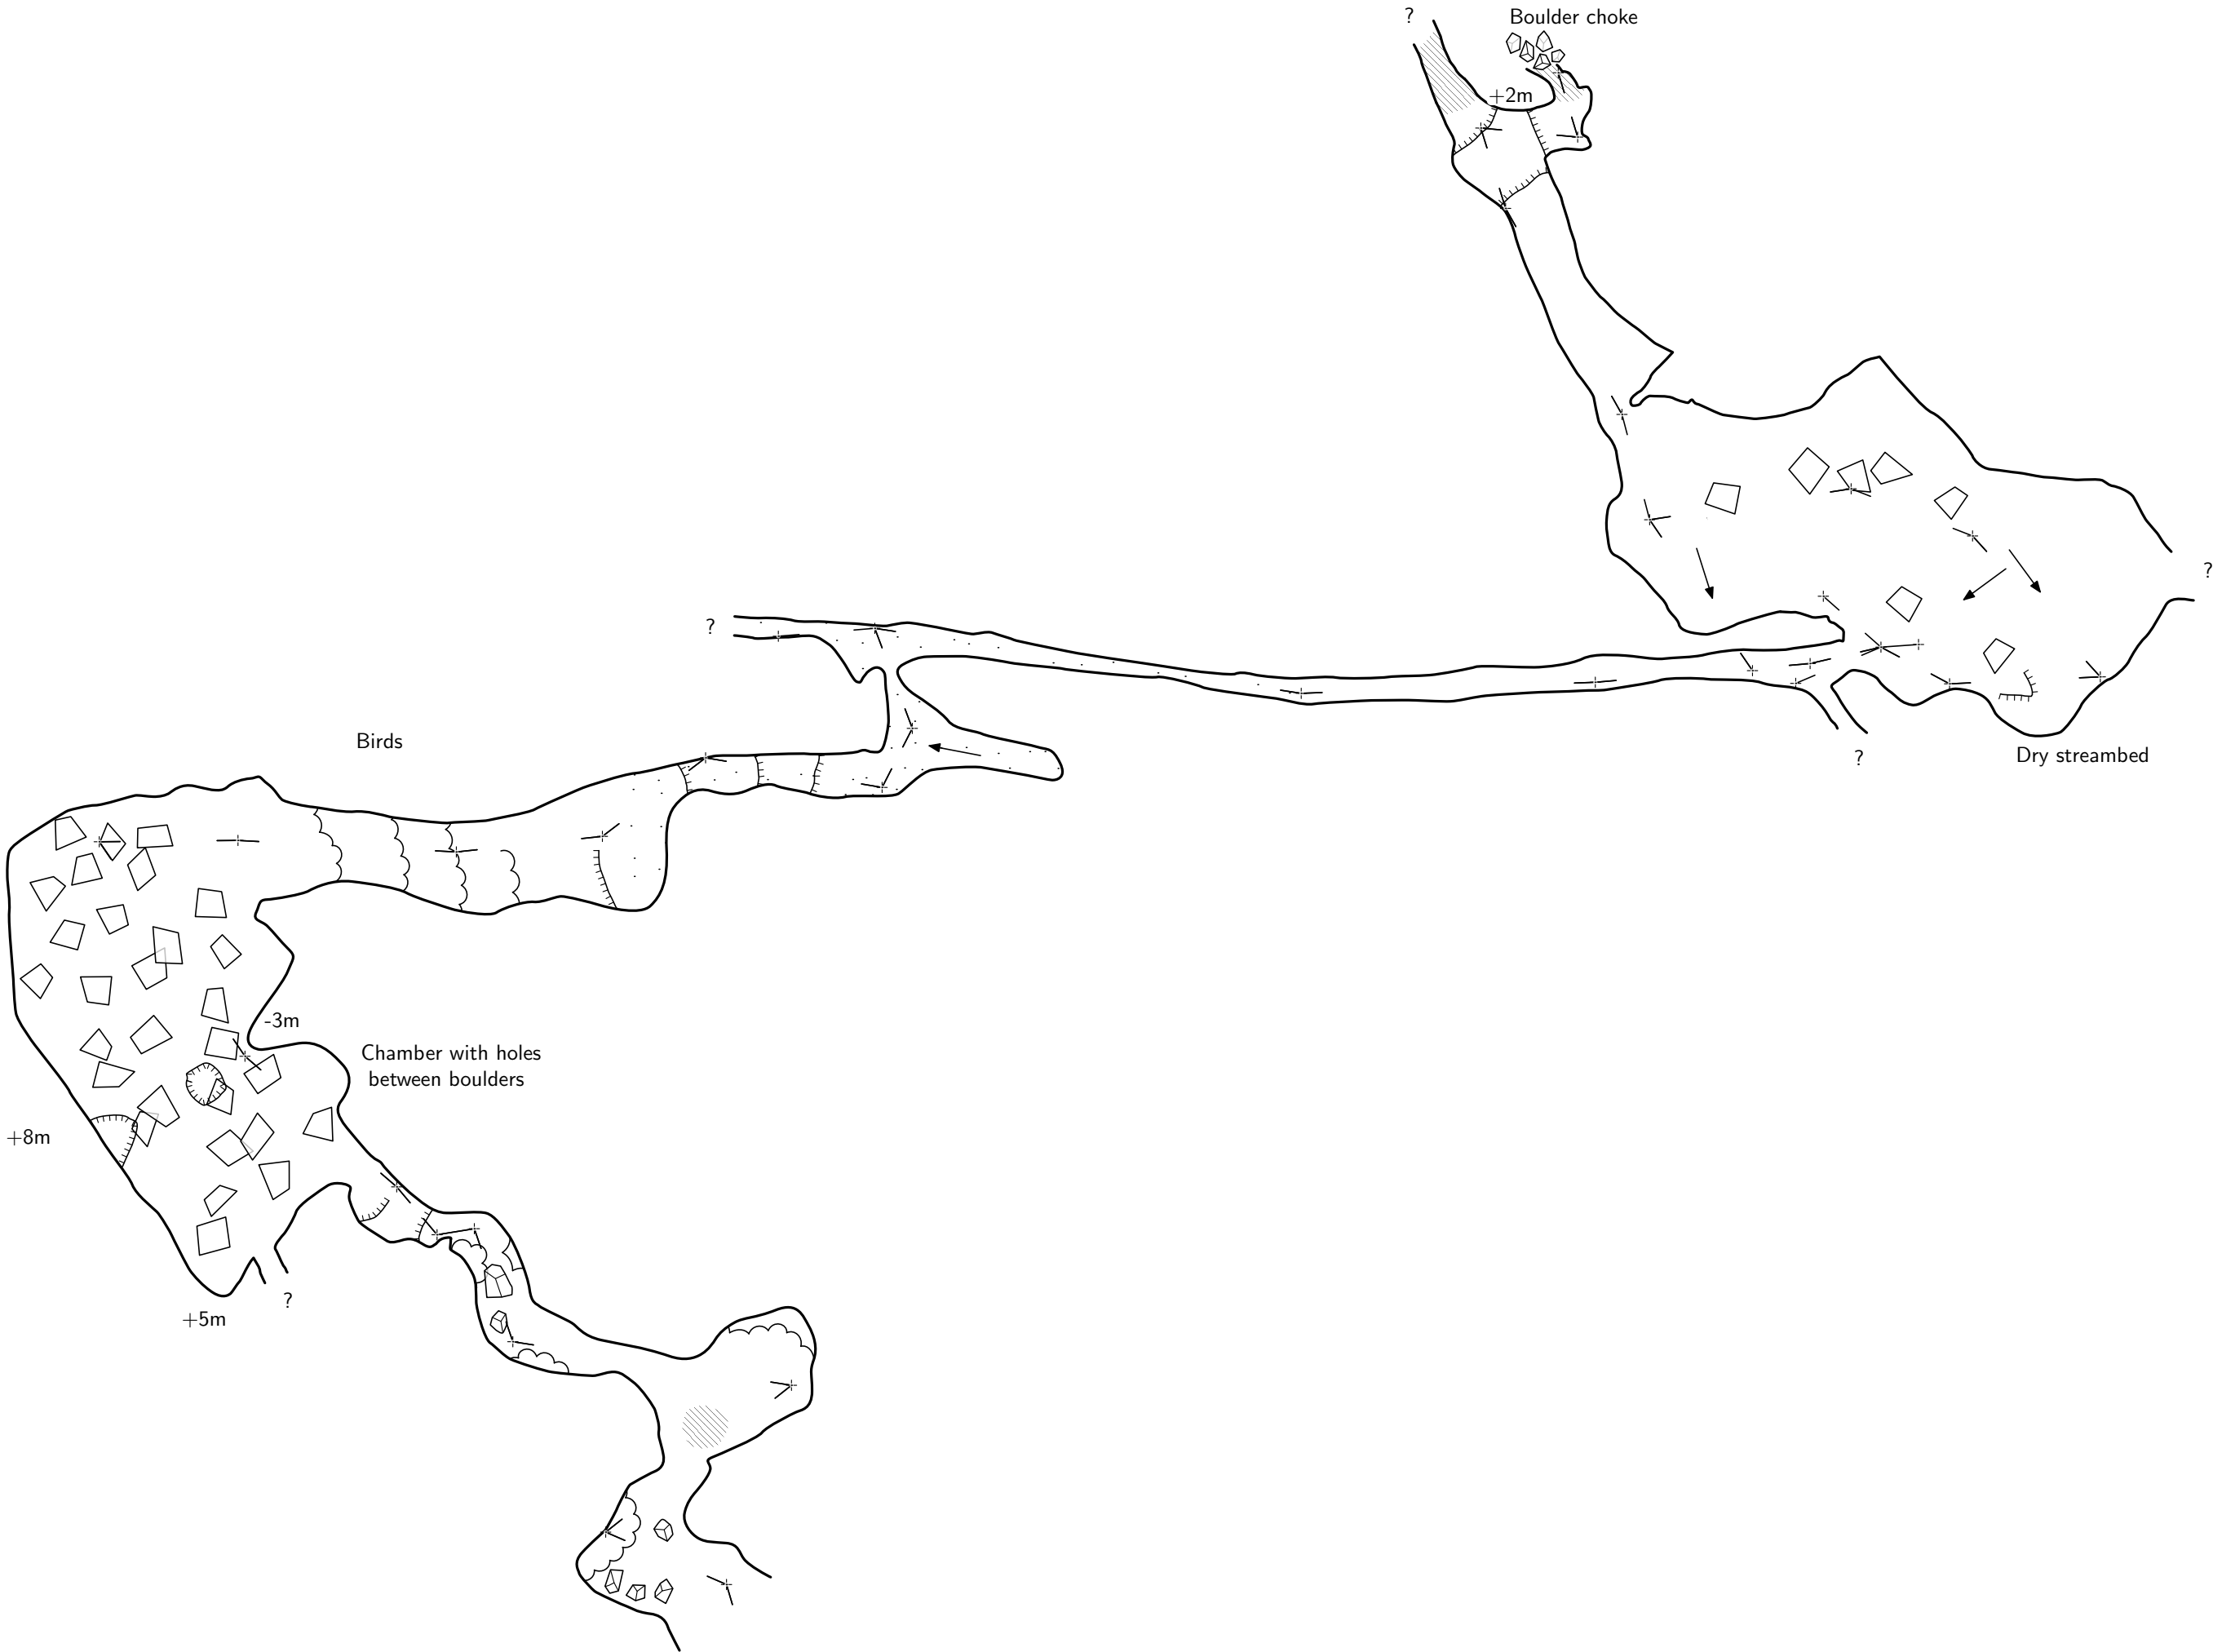 ?
Boulder choke
+2m
?
?
Birds
?
Dry streambed
-3m
Chamber with holes
between boulders
+8m
?
+5m